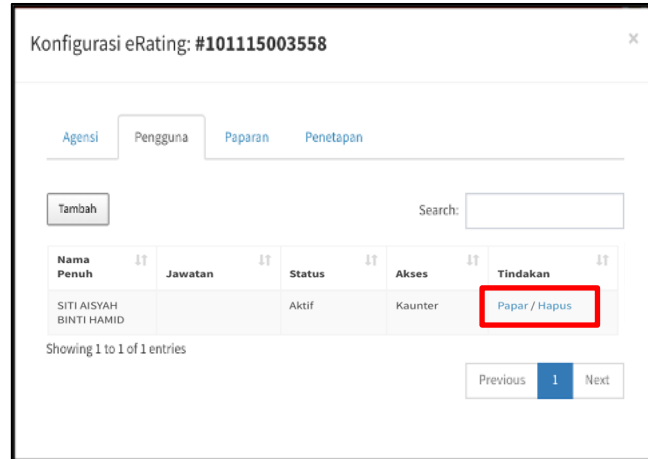 Konfigurasi eRating: #101115003558
×
Agensi Pengguna Paparan Penetapan
Tambah Search:
Nama Penuh Jawatan Status Akses Tindakan
SITI AISYAH BINTI HAMID Aktif Kaunter Papar / Hapus
Showing 1 to 1 of 1 entries
Previous 1 Next